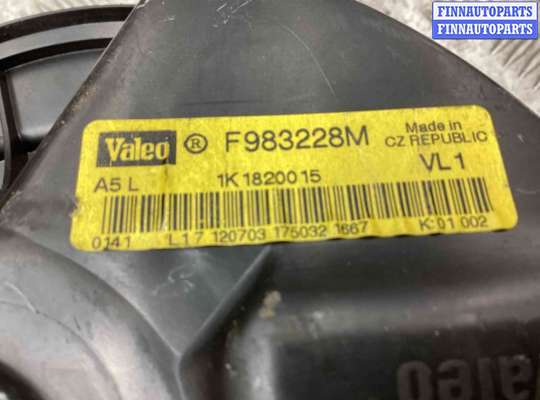 FINNAUTOPARTS
FINNAUTOPARTS
FINNAUTOPARTS
Valeo ® F983228M Made in
CZ REPUBLIC
A5 L 1K1820015 VL1
0141 L17 120703 175032 1667 K:01 002
Valeo